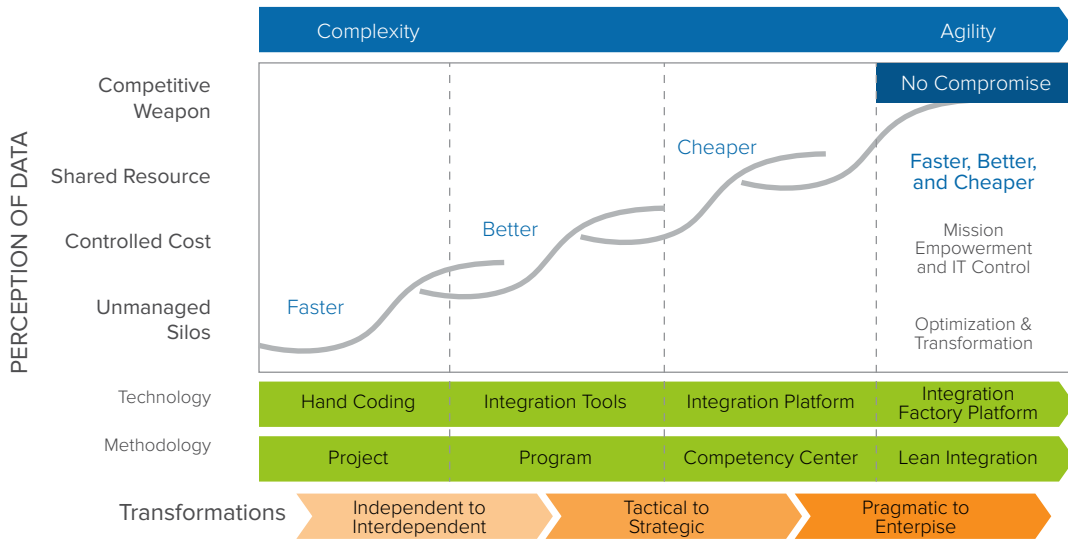 Complexity
Agility
PERCEPTION OF DATA
Competitive
Weapon
Shared Resource
Controlled Cost
Unmanaged
Silos
Faster
Better
Cheaper
No Compromise
Faster, Better,
and Cheaper
Mission
Empowerment
and IT Control
Optimization &
Transformation
Technology
Hand Coding
Integration Tools
Integration Platform
Integration
Factory Platform
Methodology
Project
Program
Competency Center
Lean Integration
Transformations
Independent to
Interdependent
Tactical to
Strategic
Pragmatic to
Enterpise